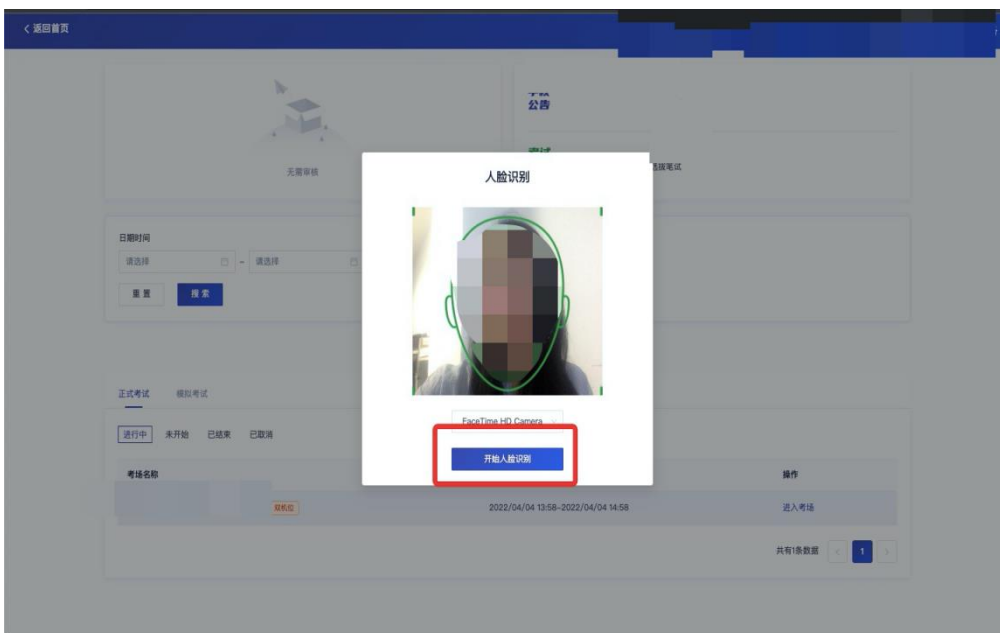 返回首页
公告
选拔笔试
无需审核
人脸识别
日期时间
请选择 - 请选择
重置 搜索
FaceTime HD Camera
开始人脸识别
正式考试 模拟考试
进行中 未开始 已结束 已取消
考场名称 操作
双机位 2022/04/04 13:58-2022/04/04 14:58 进入考场
共有1条数据 < 1 >